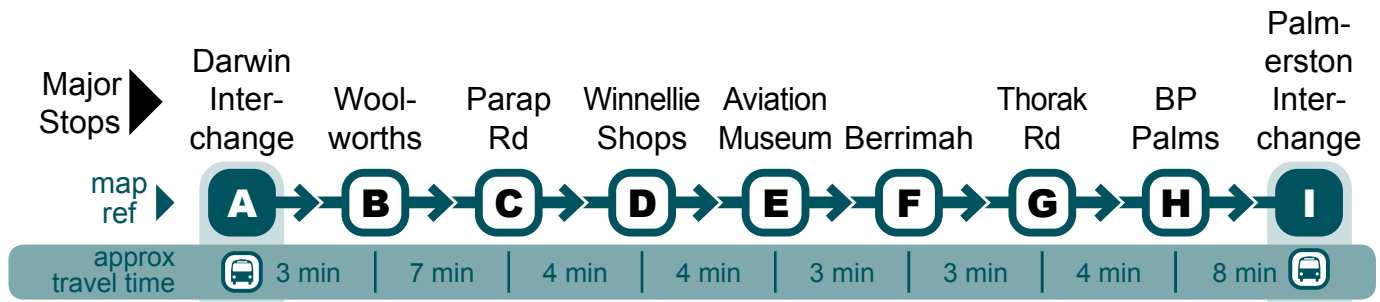 Major
Stops
Darwin
Inter-
change
Wool-
worths
Parap
Rd
Winnellie
Shops
Aviation
Museum
Berrimah
Thorak
Rd
BP
Palms
Palm-
erston
Inter-
change
map
ref
A B C D E F G H I
approx
travel time
3 min 7 min 4 min 4 min 3 min 3 min 4 min 8 min